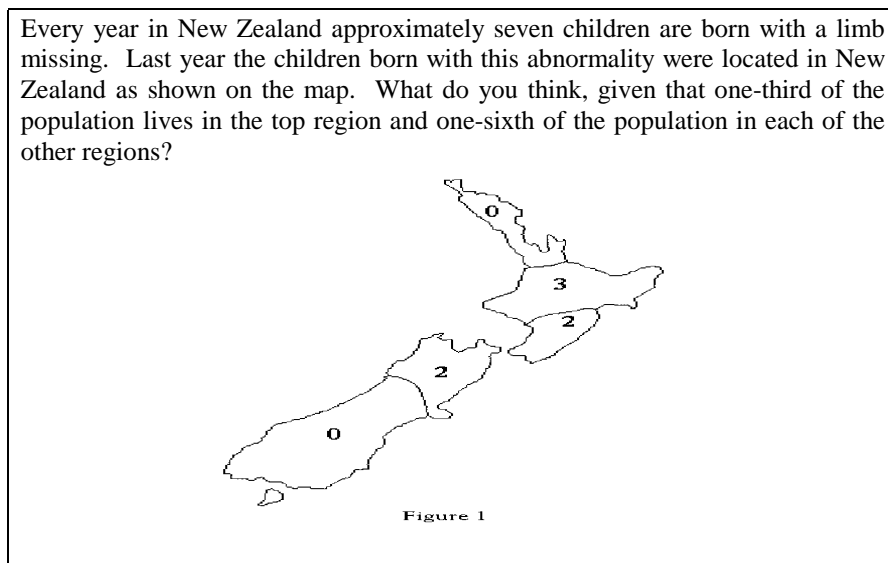 Every year in New Zealand approximately seven children are born with a limb
missing. Last year the children born with this abnormality were located in New
Zealand as shown on the map. What do you think, given that one-third of the
population lives in the top region and one-sixth of the population in each of the
other regions?
0
3
2
2
0
Figure 1